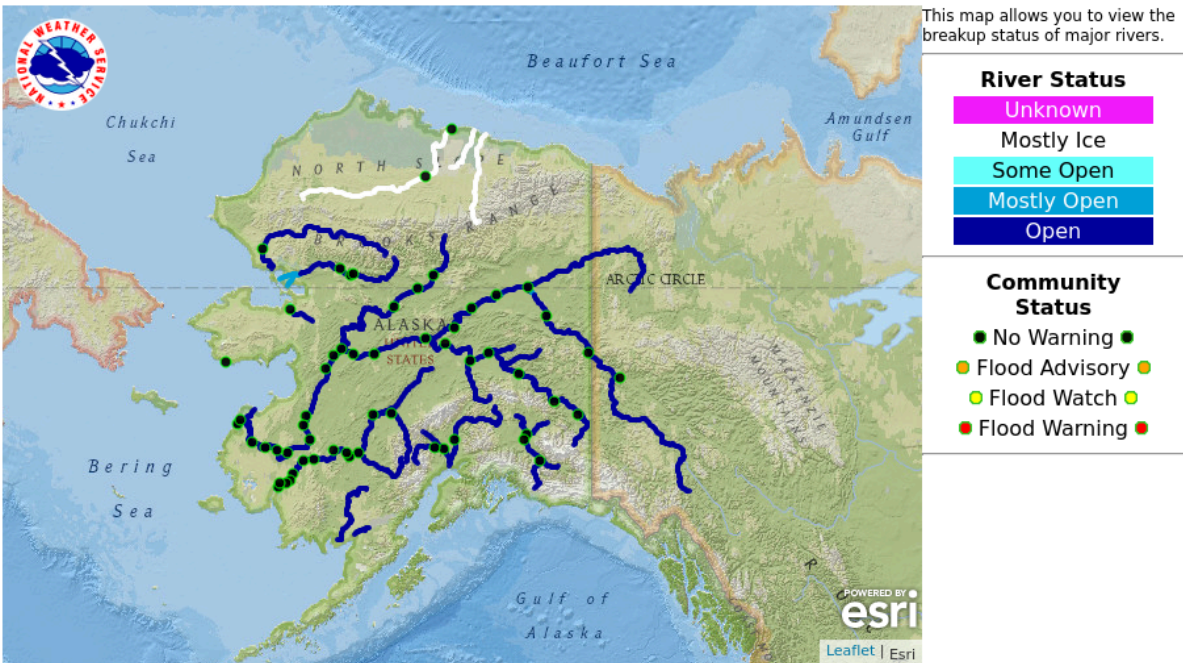 This map allows you to view the
breakup status of major rivers.
NATIONAL WEATHER SERVICE
Beaufort Sea
Chukchi
Sea
Amundsen
Gulf
NORTH SLOPE
BROOKS RANGE
ARCTIC CIRCLE
ALASKA
STATES
MACKENZIE
MOUNTAINS
Bering
Sea
Gulf of
Alaska
River Status
Unknown
Mostly Ice
Some Open
Mostly Open
Open
Community
Status
No Warning
Flood Advisory
Flood Watch
Flood Warning
POWERED BY
esri
Leaflet | Esri